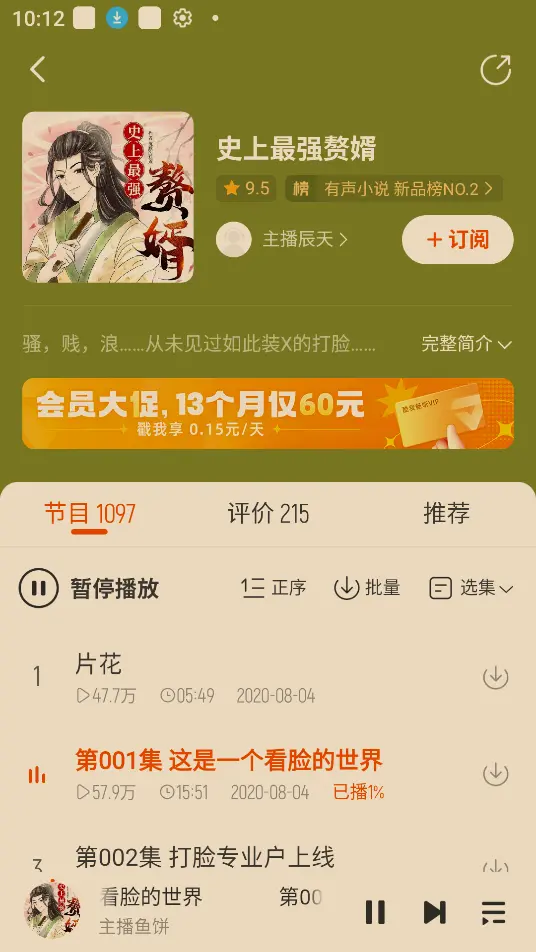 10:12
史上最强
赘婿
史上最强赘婿
9.5
榜 有声小说 新品榜NO.2
主播辰天
+订阅
骚，贱，浪……从未见过如此装X的打脸……
完整简介
会员大促，13个月仅60元
戳我享 0.15元/天
节目 1097
评价 215
推荐
暂停播放
正序
批量
选集
1
片花
47.7万 05:49 2020-08-04
第001集 这是一个看脸的世界
57.9万 15:51 2020-08-04 已播1%
3
第002集 打脸专业户上线
看脸的世界 第00
主播鱼饼